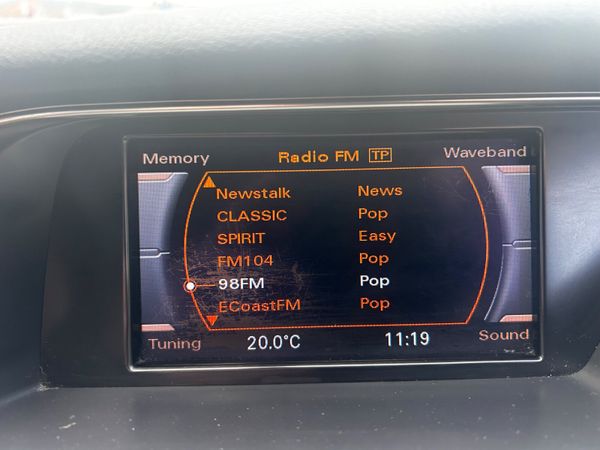 Memory Radio FM TP Waveband
Newstalk News
CLASSIC Pop
SPIRIT Easy
FM104 Pop
98FM Pop
ECoastFM Pop
Tuning 20.0°C 11:19 Sound